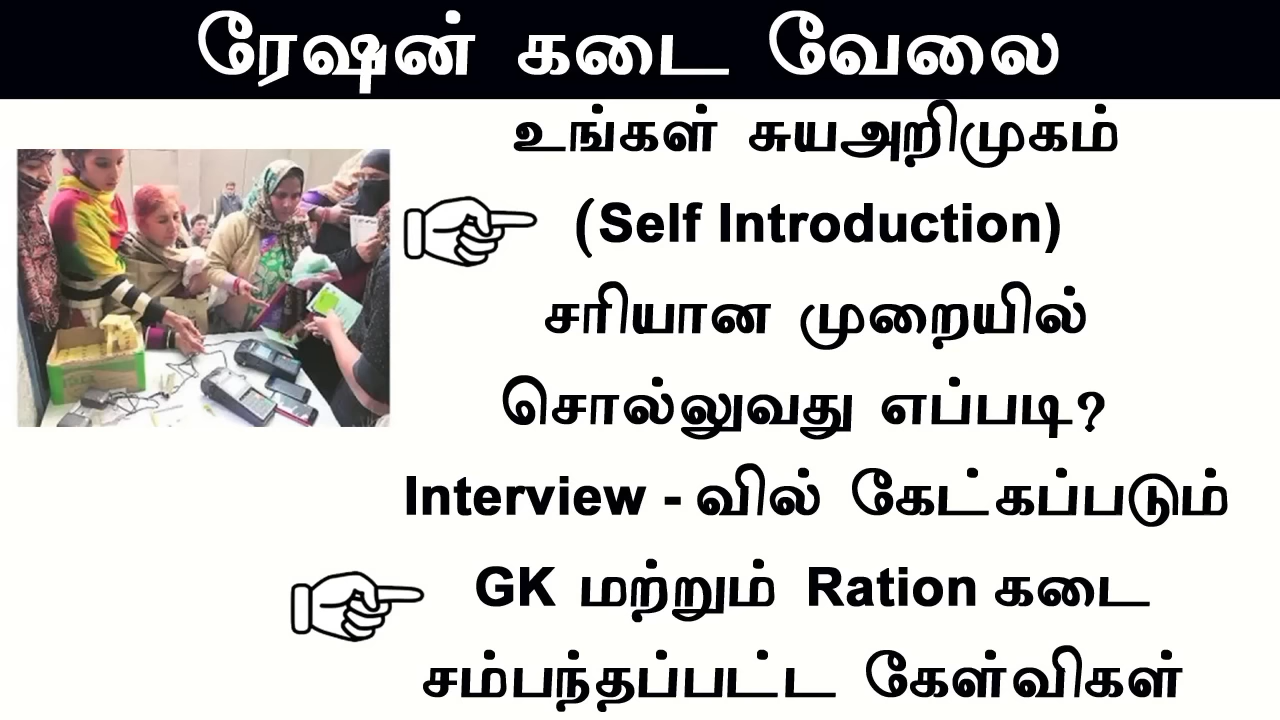 ரேஷன் கடை வேலை
உங்கள் சுயஅறிமுகம்
(Self Introduction)
சரியான முறையில்
சொல்லுவது எப்படி?
Interview - வில் கேட்கப்படும்
GK மற்றும் Ration கடை
சம்பந்தப்பட்ட கேள்விகள்